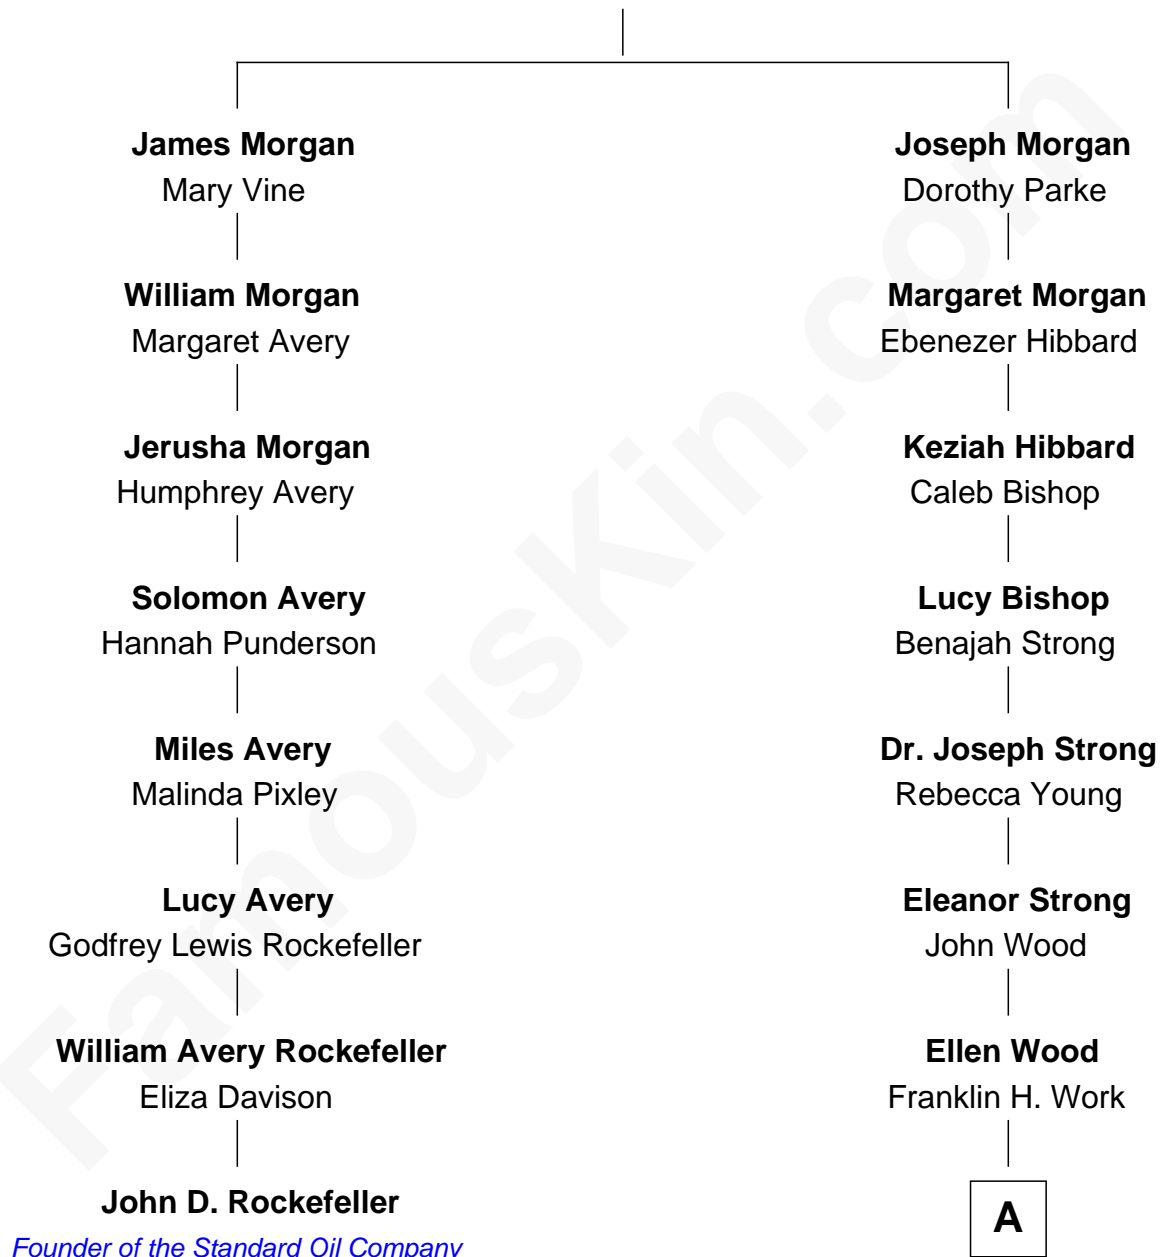 James Morgan
Mary Vine
Joseph Morgan
Dorothy Parke
William Morgan
Margaret Avery
Margaret Morgan
Ebenezer Hibbard
Jerusha Morgan
Humphrey Avery
Keziah Hibbard
Caleb Bishop
Solomon Avery
Hannah Punderson
Lucy Bishop
Benajah Strong
Miles Avery
Malinda Pixley
Dr. Joseph Strong
Rebecca Young
Lucy Avery
Godfrey Lewis Rockefeller
Eleanor Strong
John Wood
William Avery Rockefeller
Eliza Davison
Ellen Wood
Franklin H. Work
John D. Rockefeller
Founder of the Standard Oil Company
A
FamousKin.com